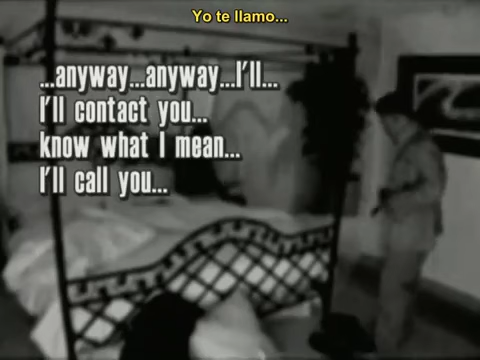 Yo te llamo...
...anyway...anyway...I'll...
I'll contact you...
know what I mean...
I'll call you...